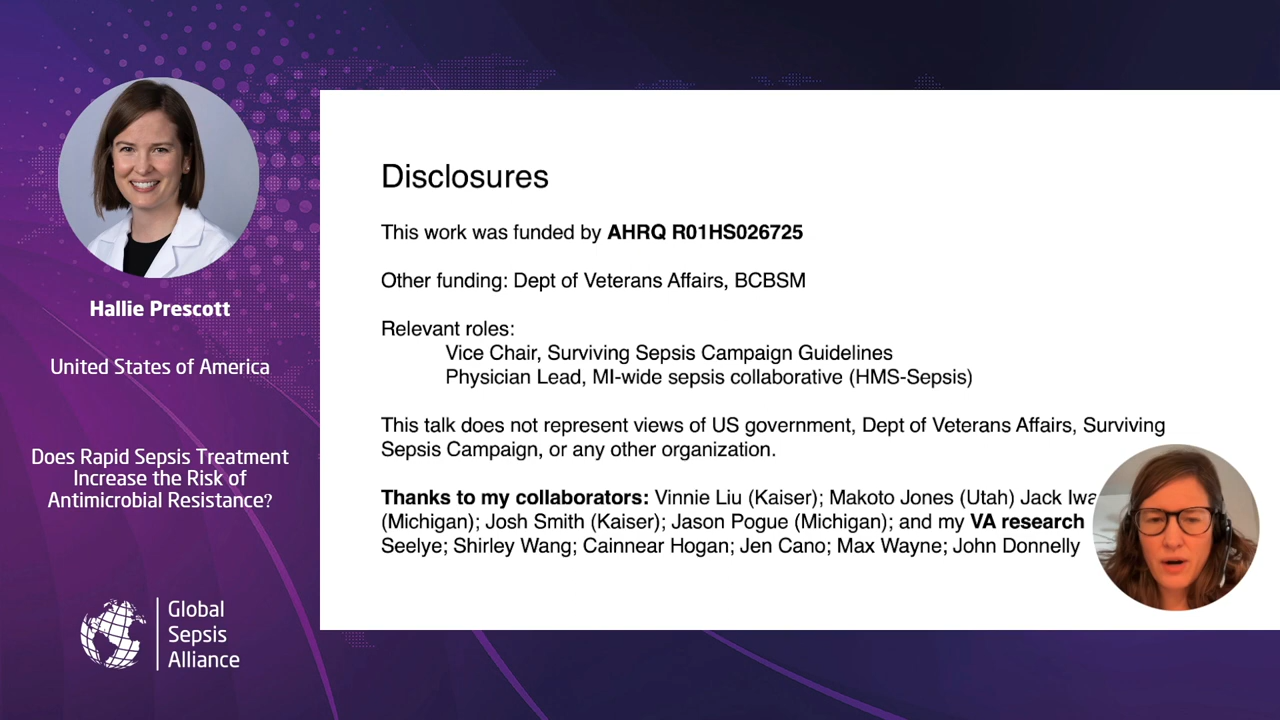 Hallie Prescott
United States of America
Does Rapid Sepsis Treatment
Increase the Risk of
Antimicrobial Resistance?
Global
Sepsis
Alliance
Disclosures
This work was funded by AHRQ R01HS026725
Other funding: Dept of Veterans Affairs, BCBSM
Relevant roles:
Vice Chair, Surviving Sepsis Campaign Guidelines
Physician Lead, MI-wide sepsis collaborative (HMS-Sepsis)
This talk does not represent views of US government, Dept of Veterans Affairs, Surviving
Sepsis Campaign, or any other organization.
Thanks to my collaborators: Vinnie Liu (Kaiser); Makoto Jones (Utah) Jack
(Michigan); Josh Smith (Kaiser); Jason Pogue (Michigan); and my VA research
Seelye; Shirley Wang; Cainnear Hogan; Jen Cano; Max Wayne; John Donnelly